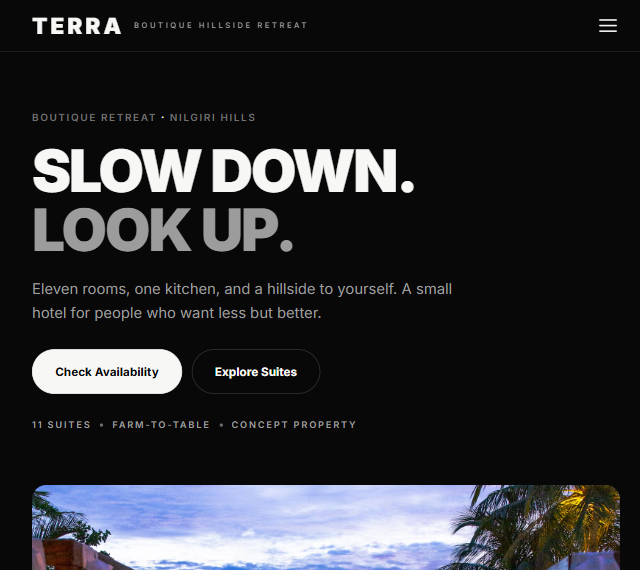 TERRA BOUTIQUE HILLSIDE RETREAT
BOUTIQUE RETREAT · NILGIRI HILLS
SLOW DOWN.
LOOK UP.
Eleven rooms, one kitchen, and a hillside to yourself. A small
hotel for people who want less but better.
Check Availability Explore Suites
11 SUITES • FARM-TO-TABLE • CONCEPT PROPERTY